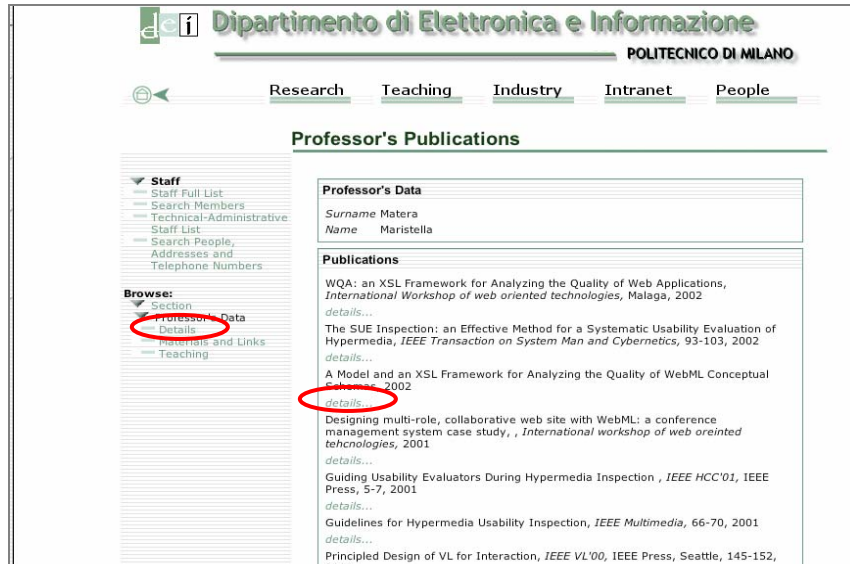 dei Dipartimento di Elettronica e Informazione
POLITECNICO DI MILANO
Research Teaching Industry Intranet People
Professor's Publications
Staff
Staff Full List
Search Members
Technical-Administrative
Staff List
Search People,
Addresses and
Telephone Numbers
Browse:
Section
Professor's Data
Details
Materials and Links
Teaching
Professor's Data
Surname Matera
Name Maristella
Publications
WQA: an XSL Framework for Analyzing the Quality of Web Applications,
International Workshop of web oriented technologies, Malaga, 2002
details...
The SUE Inspection: an Effective Method for a Systematic Usability Evaluation of
Hypermedia, IEEE Transaction on System Man and Cybernetics, 93-103, 2002
details...
A Model and an XSL Framework for Analyzing the Quality of WebML Conceptual
Schemas, 2002
details...
Designing multi-role, collaborative web site with WebML: a conference
management system case study, , International workshop of web oreinted
tehcnologies, 2001
details...
Guiding Usability Evaluators During Hypermedia Inspection , IEEE HCC'01, IEEE
Press, 5-7, 2001
details...
Guidelines for Hypermedia Usability Inspection, IEEE Multimedia, 66-70, 2001
details...
Principled Design of VL for Interaction, IEEE VL'00, IEEE Press, Seattle, 145-152,